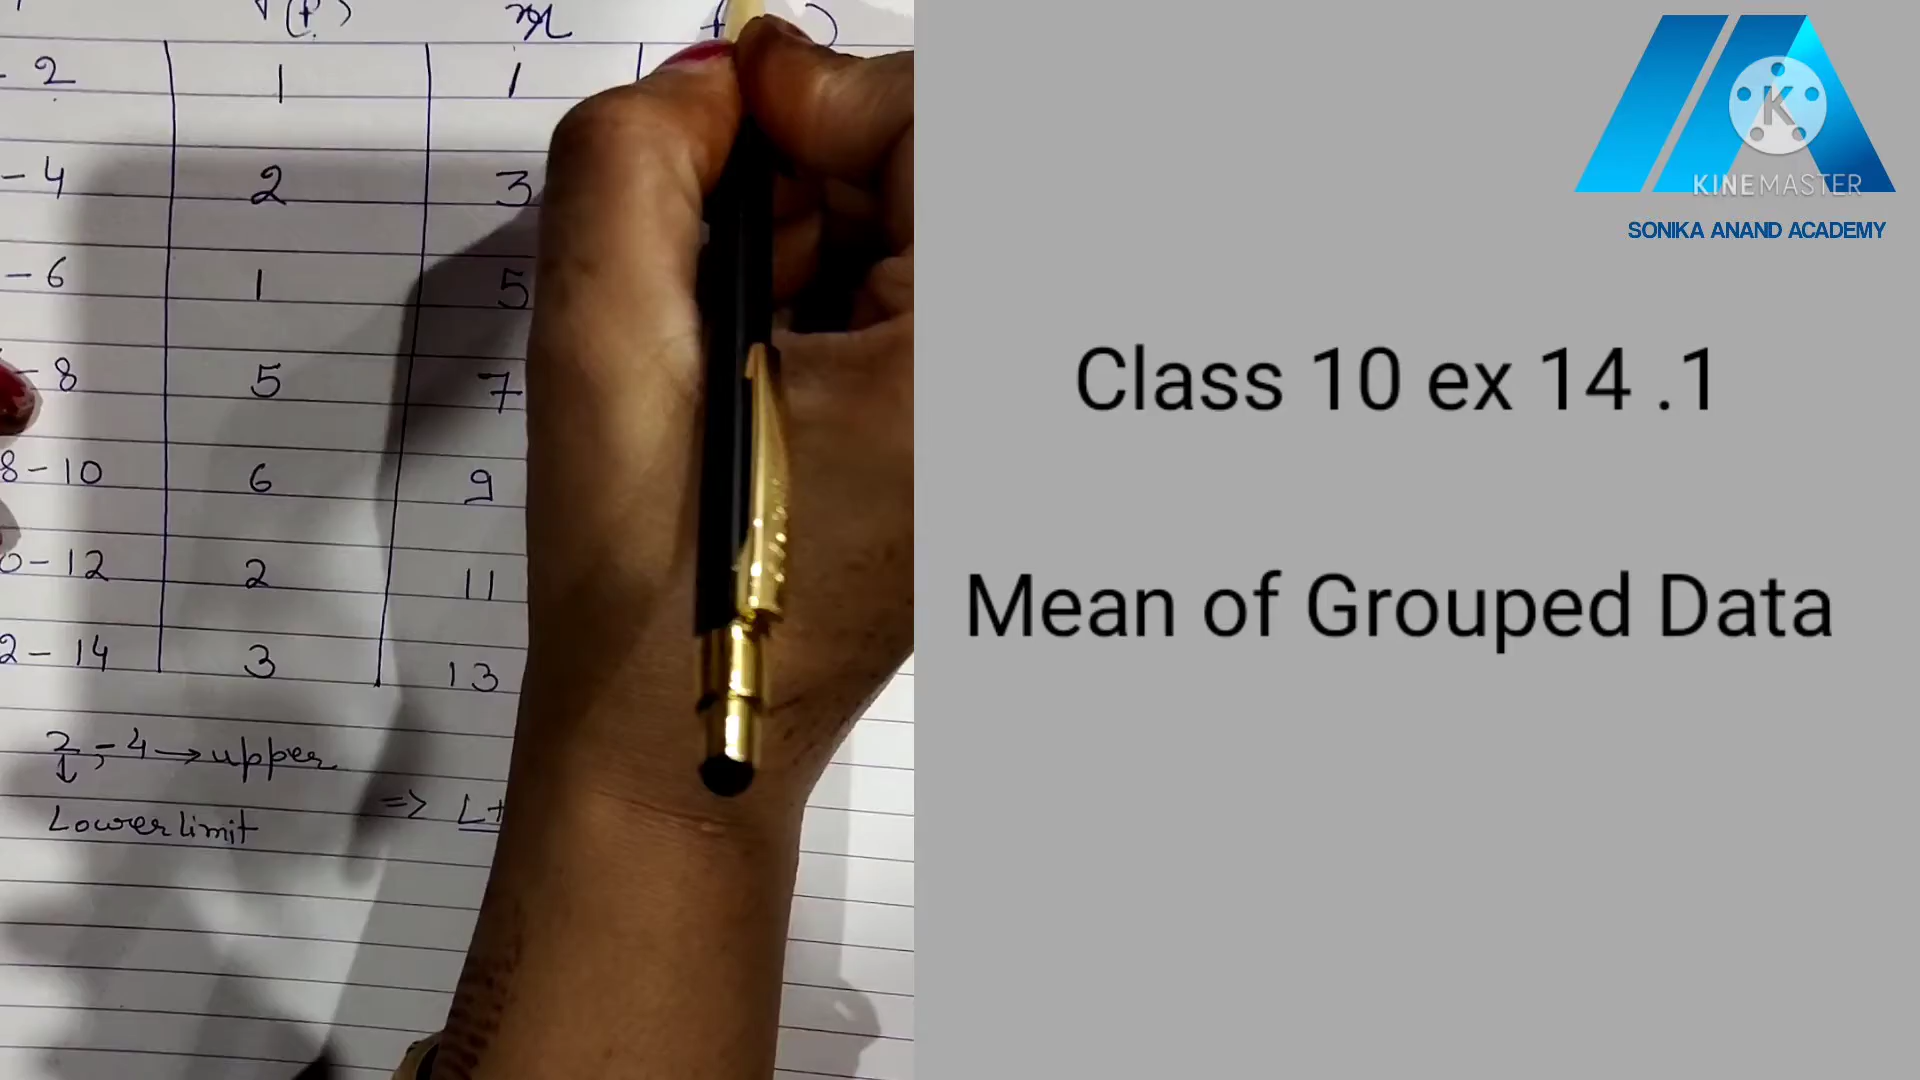 (f)
x
- 2 1 1
- 4 2 3
- 6 1 5
- 8 5 7
8 - 10 6 9
0 - 12 2 11
2 - 14 3 13
2 - 4 → upper
↓
Lower limit
=> L+
K
KINEMASTER
SONIKA ANAND ACADEMY
Class 10 ex 14 .1
Mean of Grouped Data